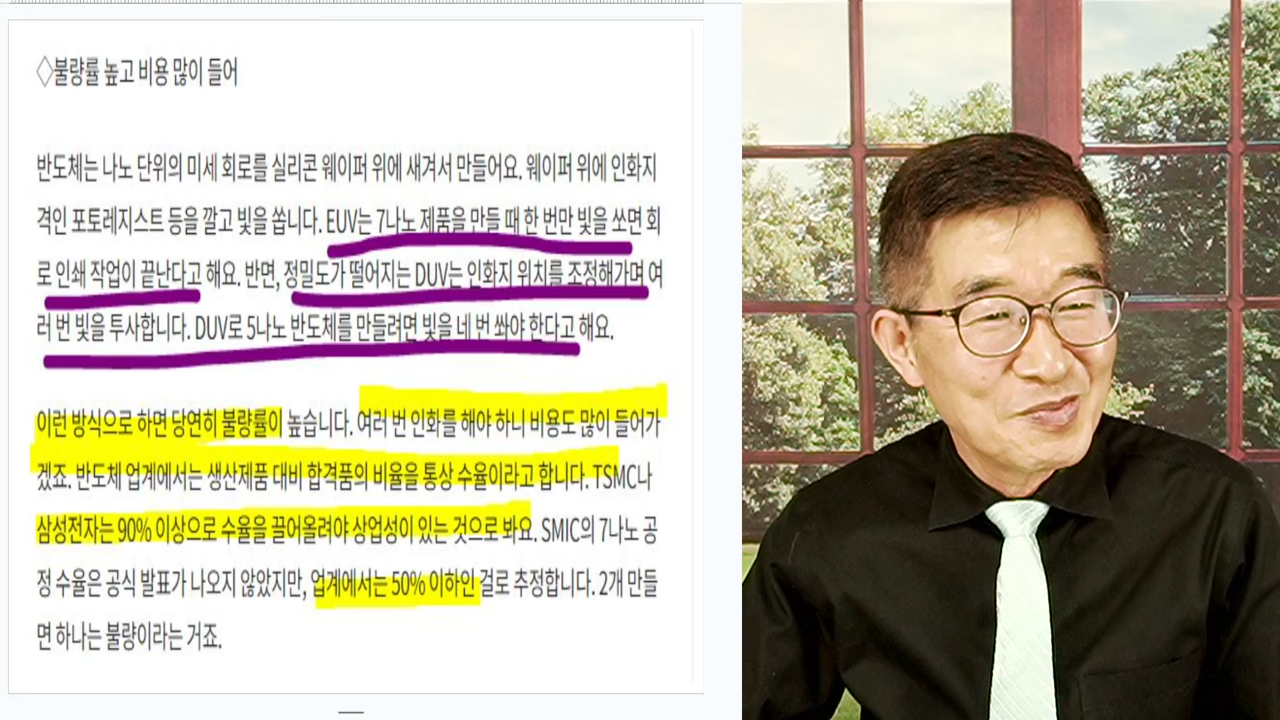 ◇불량률 높고 비용 많이 들어
반도체는 나노 단위의 미세 회로를 실리콘 웨이퍼 위에 새겨서 만들어요. 웨이퍼 위에 인화지
격인 포토레지스트 등을 깔고 빛을 쏩니다. EUV는 7나노 제품을 만들 때 한 번만 빛을 쏘면 회
로 인쇄 작업이 끝난다고 해요. 반면, 정밀도가 떨어지는 DUV는 인화지 위치를 조정해가며 여
러 번 빛을 투사합니다. DUV로 5나노 반도체를 만들려면 빛을 네 번 쏴야 한다고 해요.
이런 방식으로 하면 당연히 불량률이 높습니다. 여러 번 인화를 해야 하니 비용도 많이 들어가
겠죠. 반도체 업계에서는 생산제품 대비 합격품의 비율을 통상 수율이라고 합니다. TSMC나
삼성전자는 90% 이상으로 수율을 끌어올려야 상업성이 있는 것으로 봐요. SMIC의 7나노 공
정 수율은 공식 발표가 나오지 않았지만, 업계에서는 50% 이하인 걸로 추정합니다. 2개 만들
면 하나는 불량이라는 거죠.